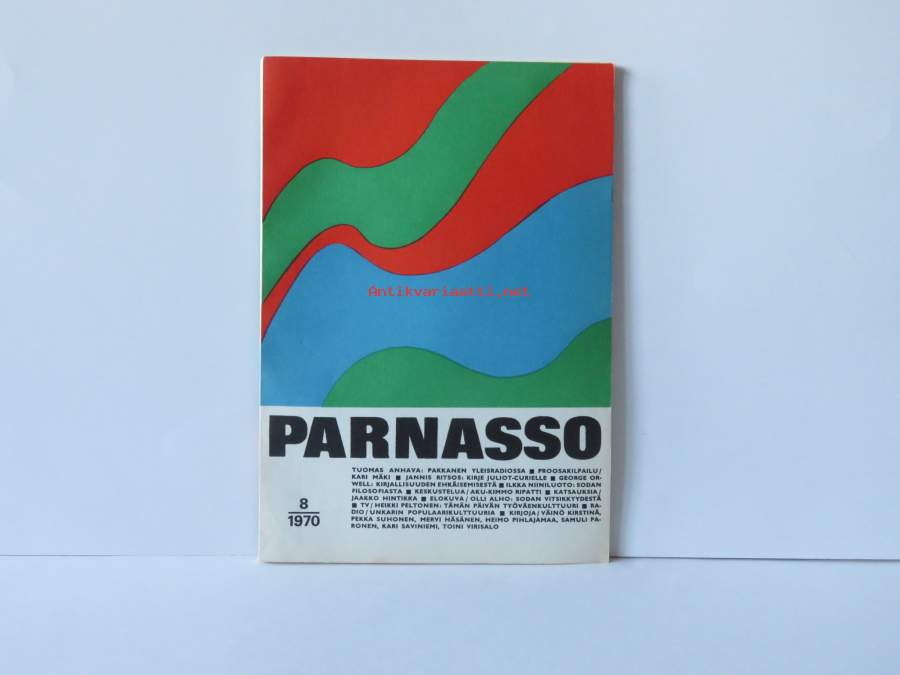 Antikvariaatti.net
PARNASSO
TUOMAS ANHAVA: PAKKANEN YLEISRADIOSSA ■ PROOSAKILPAILU/
KARI MÄKI ■ JANNIS RITSOS: KIRJE JULIOT-CURIELLE ■ GEORGE OR-
WELL: KIRJALLISUUDEN EHKÄISEMISESTÄ ■ ILKKA NIINILUOTO: SODAN
FILOSOFIASTA ■ KESKUSTELUA/AKU-KIMMO RIPATTI ■ KATSAUKSIA/
JAAKKO HINTIKKA ■ ELOKUVA/OLLI ALHO: SODAN VITSIKKYYDESTÄ
■ TV/HEIKKI PELTONEN: TÄMÄN PÄIVÄN TYÖVÄENKULTTUURI ■ RA-
DIO/UNKARIN POPULAARIKULTTUURIA ■ KIRJOJA/VÄINÖ KIRSTINÄ,
PEKKA SUHONEN, MERVI HÄSÄNEN, HEIMO PIHLAJAMAA, SAMULI PA-
RONEN, KARI SAVINIEMI, TOINI VIRISALO
8
1970